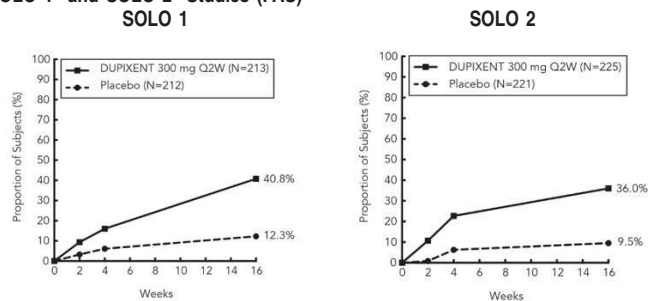 SOLO 1 and SOLO 2 Studies (FAS)
SOLO 1
100
90
80
70
60
50
40
30
20
10
0
Proportion of Subjects (%)
DUPIXENT 300 mg Q2W (N=213)
Placebo (N=212)
40.8%
12.3%
0 2 4 6 8 10 12 14 16
Weeks
SOLO 2
100
90
80
70
60
50
40
30
20
10
0
Proportion of Subjects (%)
DUPIXENT 300 mg Q2W (N=225)
Placebo (N=221)
36.0%
9.5%
0 2 4 6 8 10 12 14 16
Weeks